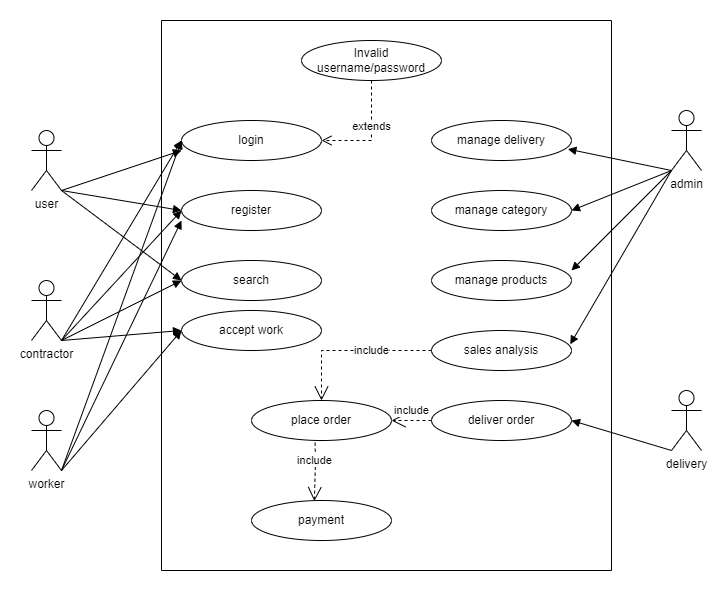 Invalid
username/password
extends
login
manage delivery
user
admin
register
manage category
search
manage products
contractor
accept work
include
sales analysis
place order
include
deliver order
worker
include
delivery
payment